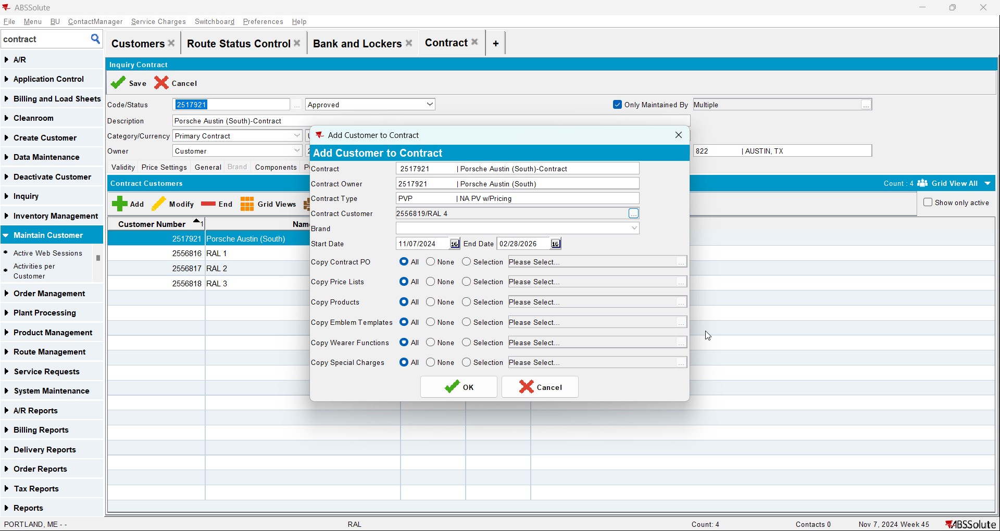 ABSSolute
File Menu BU ContactManager Service Charges Switchboard Preferences Help
contract
Customers Route Status Control Bank and Lockers Contract +
A/R
Application Control
Billing and Load Sheets
Cleanroom
Create Customer
Data Maintenance
Deactivate Customer
Inquiry
Inventory Management
Maintain Customer
Active Web Sessions
Activities per
Customer
Order Management
Plant Processing
Product Management
Route Management
Service Requests
System Maintenance
A/R Reports
Billing Reports
Delivery Reports
Order Reports
Tax Reports
Reports
Inquiry Contract
Save Cancel
Code/Status 2517921 ... Approved Only Maintained By Multiple ...
Description Porsche Austin (South)-Contract
Category/Currency Primary Contract
Owner Customer 822 | AUSTIN, TX
Validity Price Settings General Brand Components
Contract Customers Count : 4 Grid View All
Add Modify End Grid Views Show only active
Customer Number 1 Nam
2517921 Porsche Austin (South)
2556816 RAL 1
2556817 RAL 2
2556818 RAL 3
Add Customer to Contract
Add Customer to Contract
Contract 2517921 | Porsche Austin (South)-Contract
Contract Owner 2517921 | Porsche Austin (South)
Contract Type PVP | NA PV w/Pricing
Contract Customer 2556819/RAL 4 ...
Brand
Start Date 11/07/2024 16 End Date 02/28/2026 16
Copy Contract PO All None Selection Please Select... ...
Copy Price Lists All None Selection Please Select... ...
Copy Products All None Selection Please Select... ...
Copy Emblem Templates All None Selection Please Select... ...
Copy Wearer Functions All None Selection Please Select... ...
Copy Special Charges All None Selection Please Select... ...
OK Cancel
PORTLAND, ME - - RAL Count: 4 Contacts 0 Nov 7, 2024 Week 45 ABSSolute